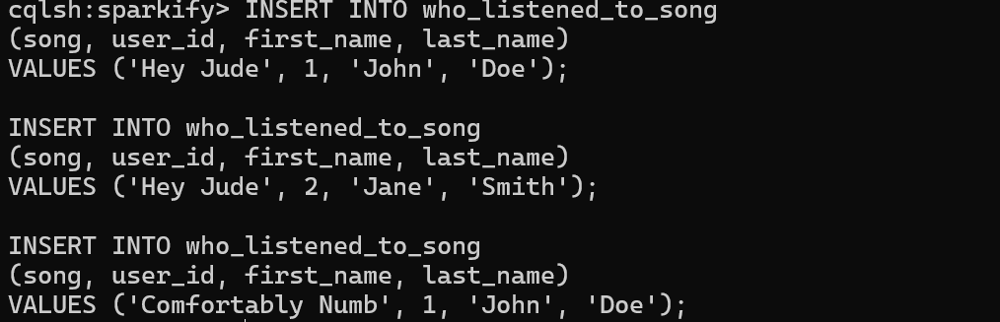 cqlsh:sparkify> INSERT INTO who_listened_to_song
(song, user_id, first_name, last_name)
VALUES ('Hey Jude', 1, 'John', 'Doe');
INSERT INTO who_listened_to_song
(song, user_id, first_name, last_name)
VALUES ('Hey Jude', 2, 'Jane', 'Smith');
INSERT INTO who_listened_to_song
(song, user_id, first_name, last_name)
VALUES ('Comfortably Numb', 1, 'John', 'Doe');